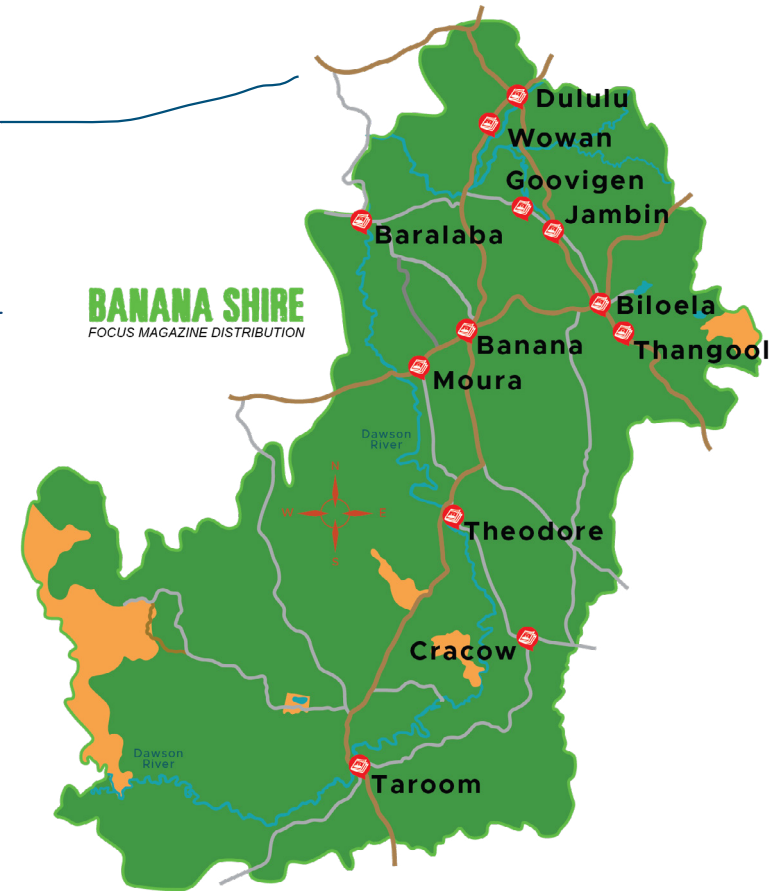 Dululu
Wowan
Goovigen
Jambin
Baralaba
BANANA SHIRE
FOCUS MAGAZINE DISTRIBUTION
Biloela
Banana
Thangool
Moura
Dawson
River
N
W
E
S
Theodore
Cracow
Dawson
River
Taroom